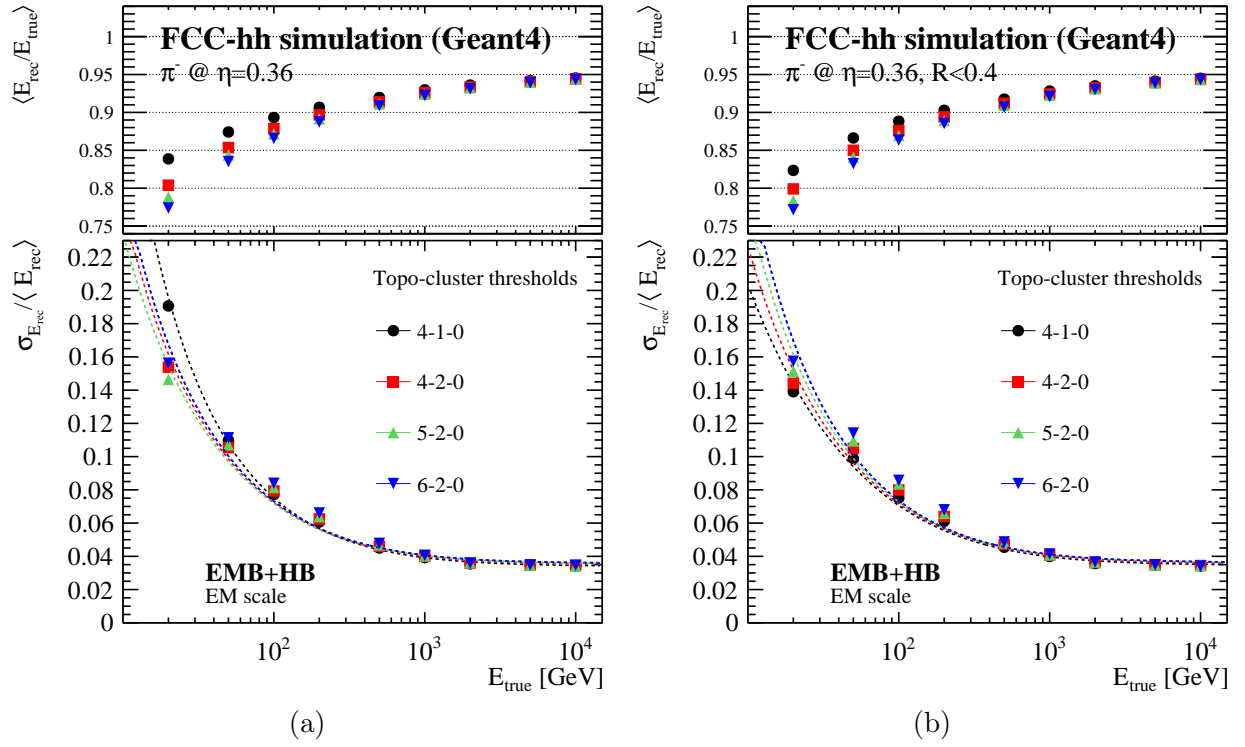 ⟨E_rec/E_true⟩
1
0.95
0.9
0.85
0.8
0.75
FCC-hh simulation (Geant4)
π⁻ @ η=0.36
σ_E_rec/⟨E_rec⟩
0.22
0.2
0.18
0.16
0.14
0.12
0.1
0.08
0.06
0.04
0.02
0
Topo-cluster thresholds
4-1-0
4-2-0
5-2-0
6-2-0
EMB+HB
EM scale
10² 10³ 10⁴
E_true [GeV]
(a)
⟨E_rec/E_true⟩
1
0.95
0.9
0.85
0.8
0.75
FCC-hh simulation (Geant4)
π⁻ @ η=0.36, R<0.4
σ_E_rec/⟨E_rec⟩
0.22
0.2
0.18
0.16
0.14
0.12
0.1
0.08
0.06
0.04
0.02
0
Topo-cluster thresholds
4-1-0
4-2-0
5-2-0
6-2-0
EMB+HB
EM scale
10² 10³ 10⁴
E_true [GeV]
(b)